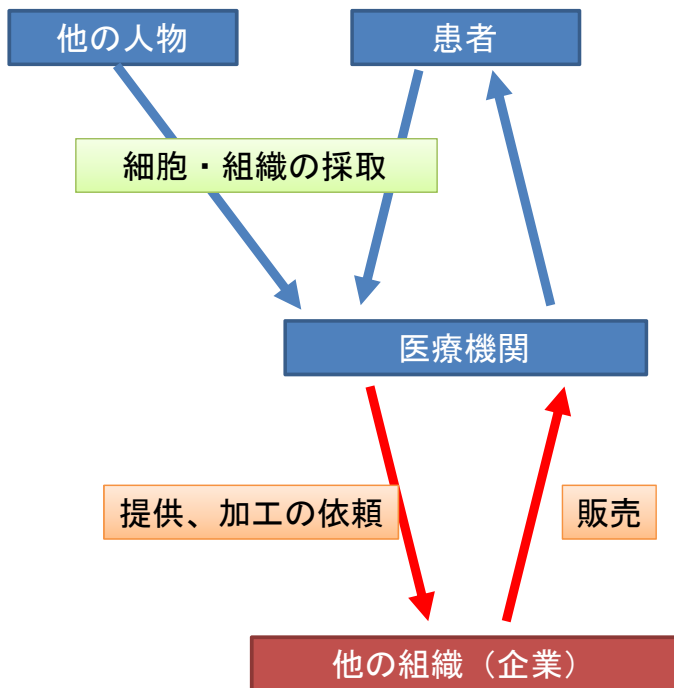 他の人物
患者
細胞・組織の採取
医療機関
提供、加工の依頼
販売
他の組織（企業）